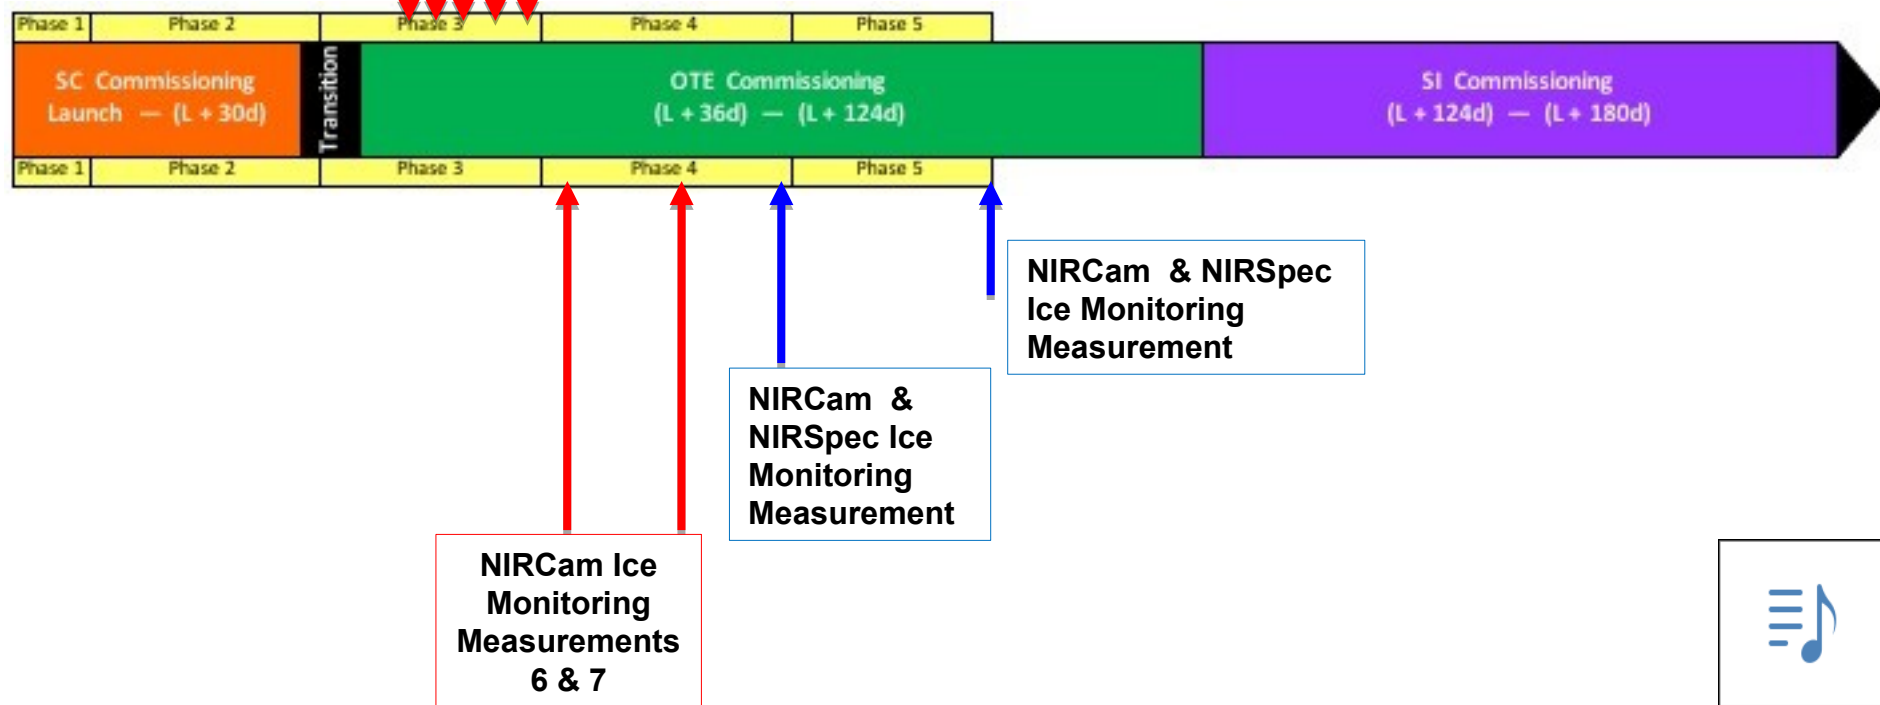 Phase 1 Phase 2 Phase 3 Phase 4 Phase 5
SC Commissioning
Launch — (L + 30d)
Transition
OTE Commissioning
(L + 36d) — (L + 124d)
SI Commissioning
(L + 124d) — (L + 180d)
Phase 1 Phase 2 Phase 3 Phase 4 Phase 5
NIRCam & NIRSpec
Ice Monitoring
Measurement
NIRCam &
NIRSpec Ice
Monitoring
Measurement
NIRCam Ice
Monitoring
Measurements
6 & 7